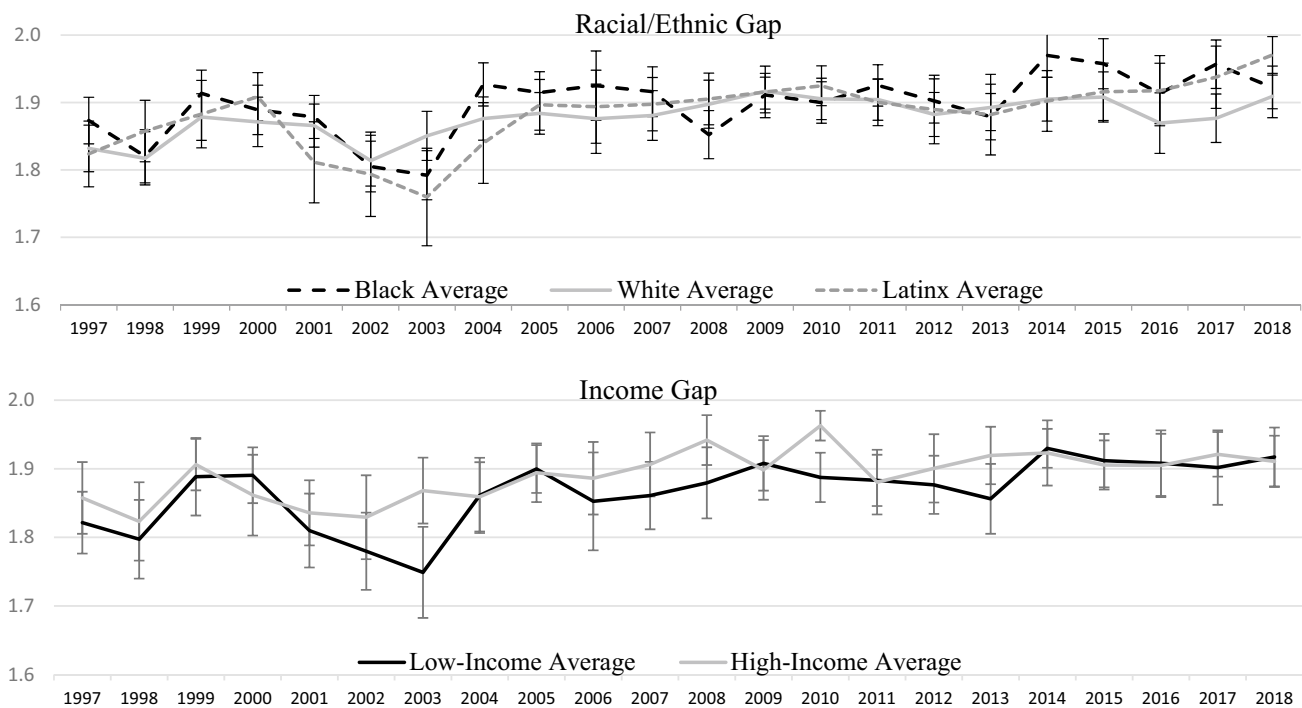 Racial/Ethnic Gap
2.0
1.9
1.8
1.7
1.6
Black Average White Average Latinx Average
1997 1998 1999 2000 2001 2002 2003 2004 2005 2006 2007 2008 2009 2010 2011 2012 2013 2014 2015 2016 2017 2018
Income Gap
2.0
1.9
1.8
1.7
1.6
Low-Income Average High-Income Average
1997 1998 1999 2000 2001 2002 2003 2004 2005 2006 2007 2008 2009 2010 2011 2012 2013 2014 2015 2016 2017 2018